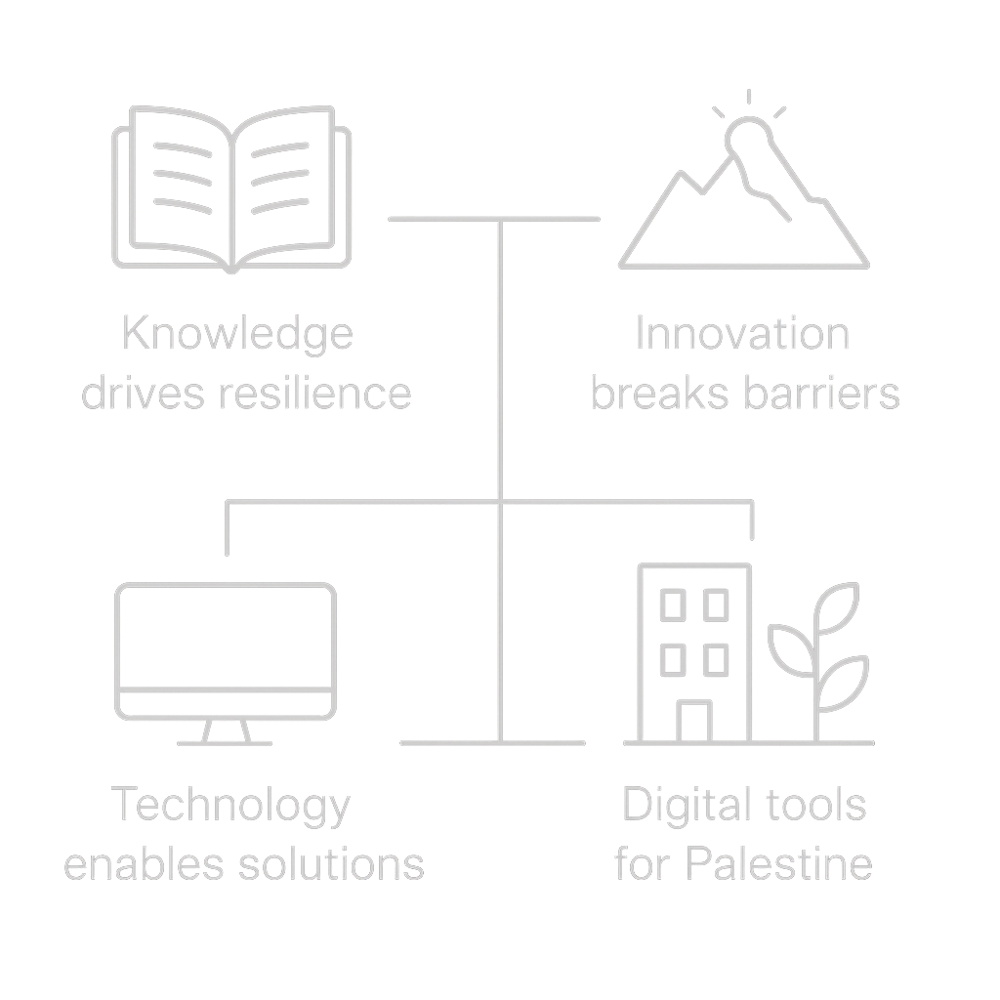 Knowledge
drives resilience
Innovation
breaks barriers
Technology
enables solutions
Digital tools
for Palestine